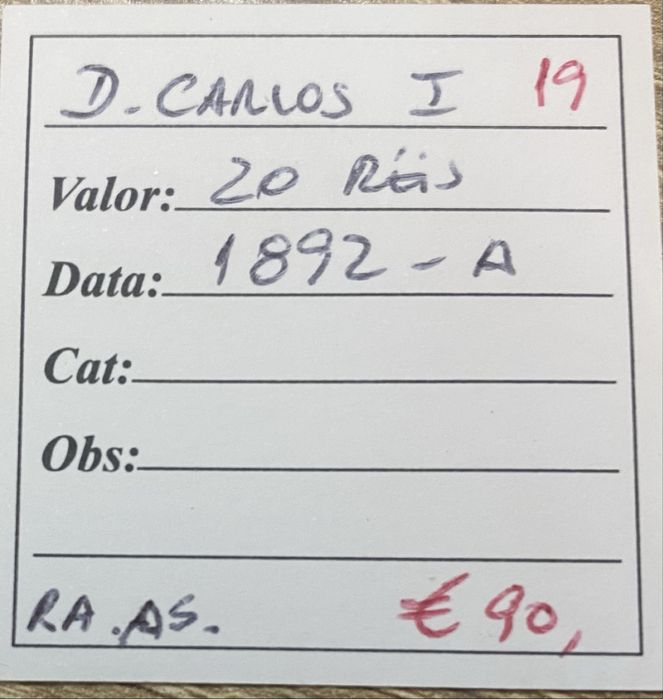 D. CARLOS I 19
Valor: 20 Réis
Data: 1892 - A
Cat:
Obs:
RA. AS. € 90,